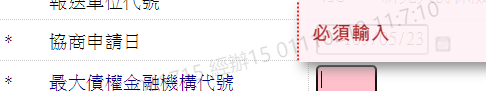 報送單位代號
必須輸入
* 協商申請日
* 最大債權金融機構代號